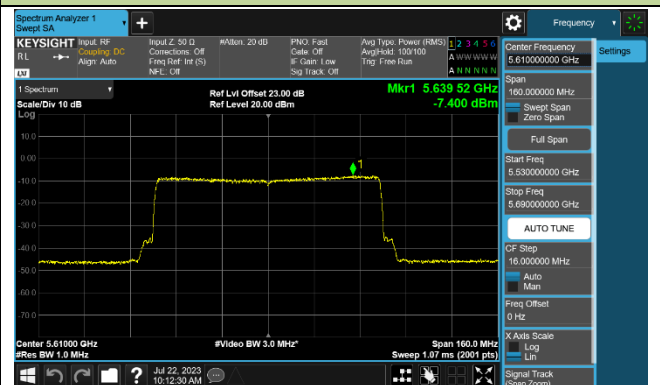 Spectrum Analyzer 1
Swept SA
Frequency
KEYSIGHT
RL
LXI
Input: RF
Coupling: DC
Align: Auto
Input Z: 50 Ω
Corrections: Off
Freq Ref: Int (S)
NFE: Off
#Atten: 20 dB
PNO: Fast
Gate: Off
IF Gain: Low
Sig Track: Off
Avg Type: Power (RMS)
Avg|Hold: 100/100
Trig: Free Run
1 2 3 4 5 6
A WW WW W
A N N N N N
1 Spectrum
Scale/Div 10 dB
Log
Ref Lvl Offset 23.00 dB
Ref Level 20.00 dBm
Mkr1 5.639 52 GHz
-7.400 dBm
10.0
0.00
-10.0
-20.0
-30.0
-40.0
-50.0
-60.0
-70.0
1
Center 5.61000 GHz
#Res BW 1.0 MHz
#Video BW 3.0 MHz*
Span 160.0 MHz
Sweep 1.07 ms (2001 pts)
Jul 22, 2023
10:12:30 AM
Center Frequency
5.610000000 GHz
Span
160.000000 MHz
Swept Span
Zero Span
Full Span
Start Freq
5.530000000 GHz
Stop Freq
5.690000000 GHz
AUTO TUNE
CF Step
16.000000 MHz
Auto
Man
Freq Offset
0 Hz
X Axis Scale
Log
Lin
Signal Track
(Span Zoom)
Settings